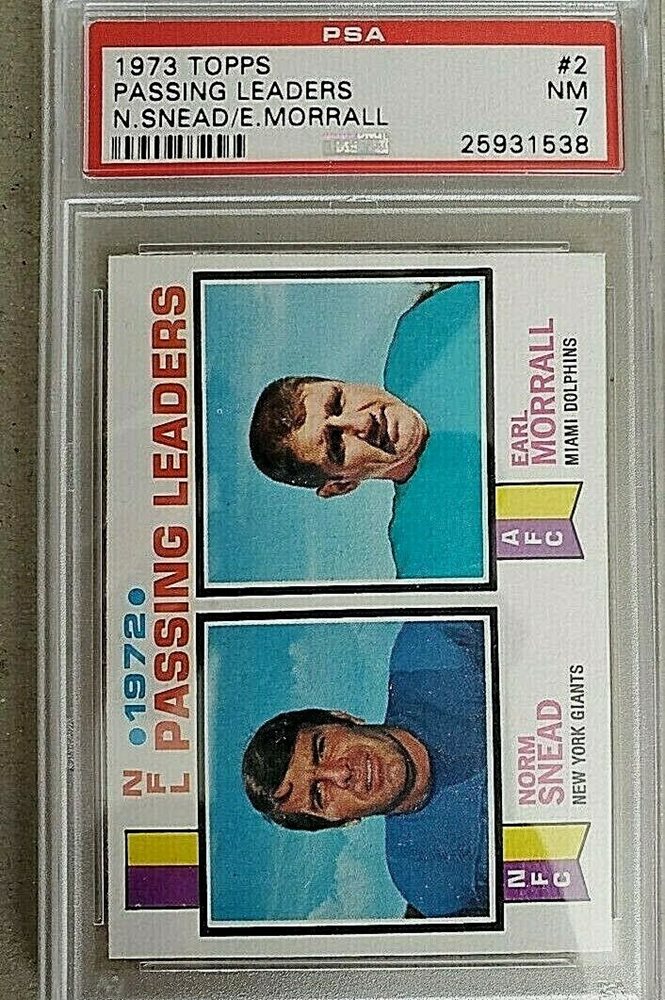 PSA
1973 TOPPS #2
PASSING LEADERS NM
N.SNEAD/E.MORRALL 7
25931538
NFL
•1972•
PASSING LEADERS
NFC
NORM
SNEAD
NEW YORK GIANTS
AFC
EARL
MORRALL
MIAMI DOLPHINS